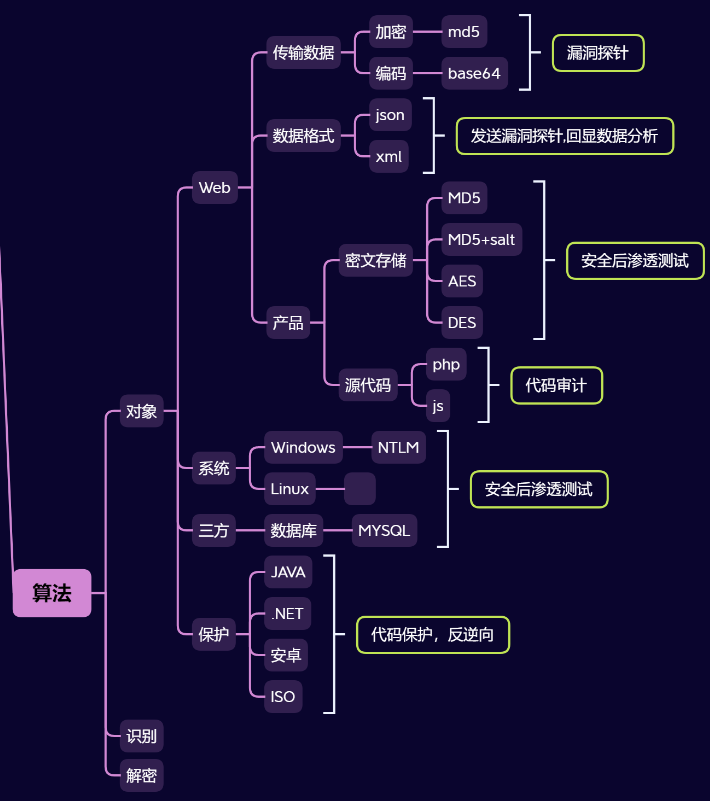 算法
对象
Web
传输数据
加密
md5
编码
base64
漏洞探针
数据格式
json
xml
发送漏洞探针,回显数据分析
产品
密文存储
MD5
MD5+salt
AES
DES
安全后渗透测试
源代码
php
js
代码审计
系统
Windows
NTLM
Linux
三方
数据库
MYSQL
安全后渗透测试
保护
JAVA
.NET
安卓
ISO
代码保护，反逆向
识别
解密